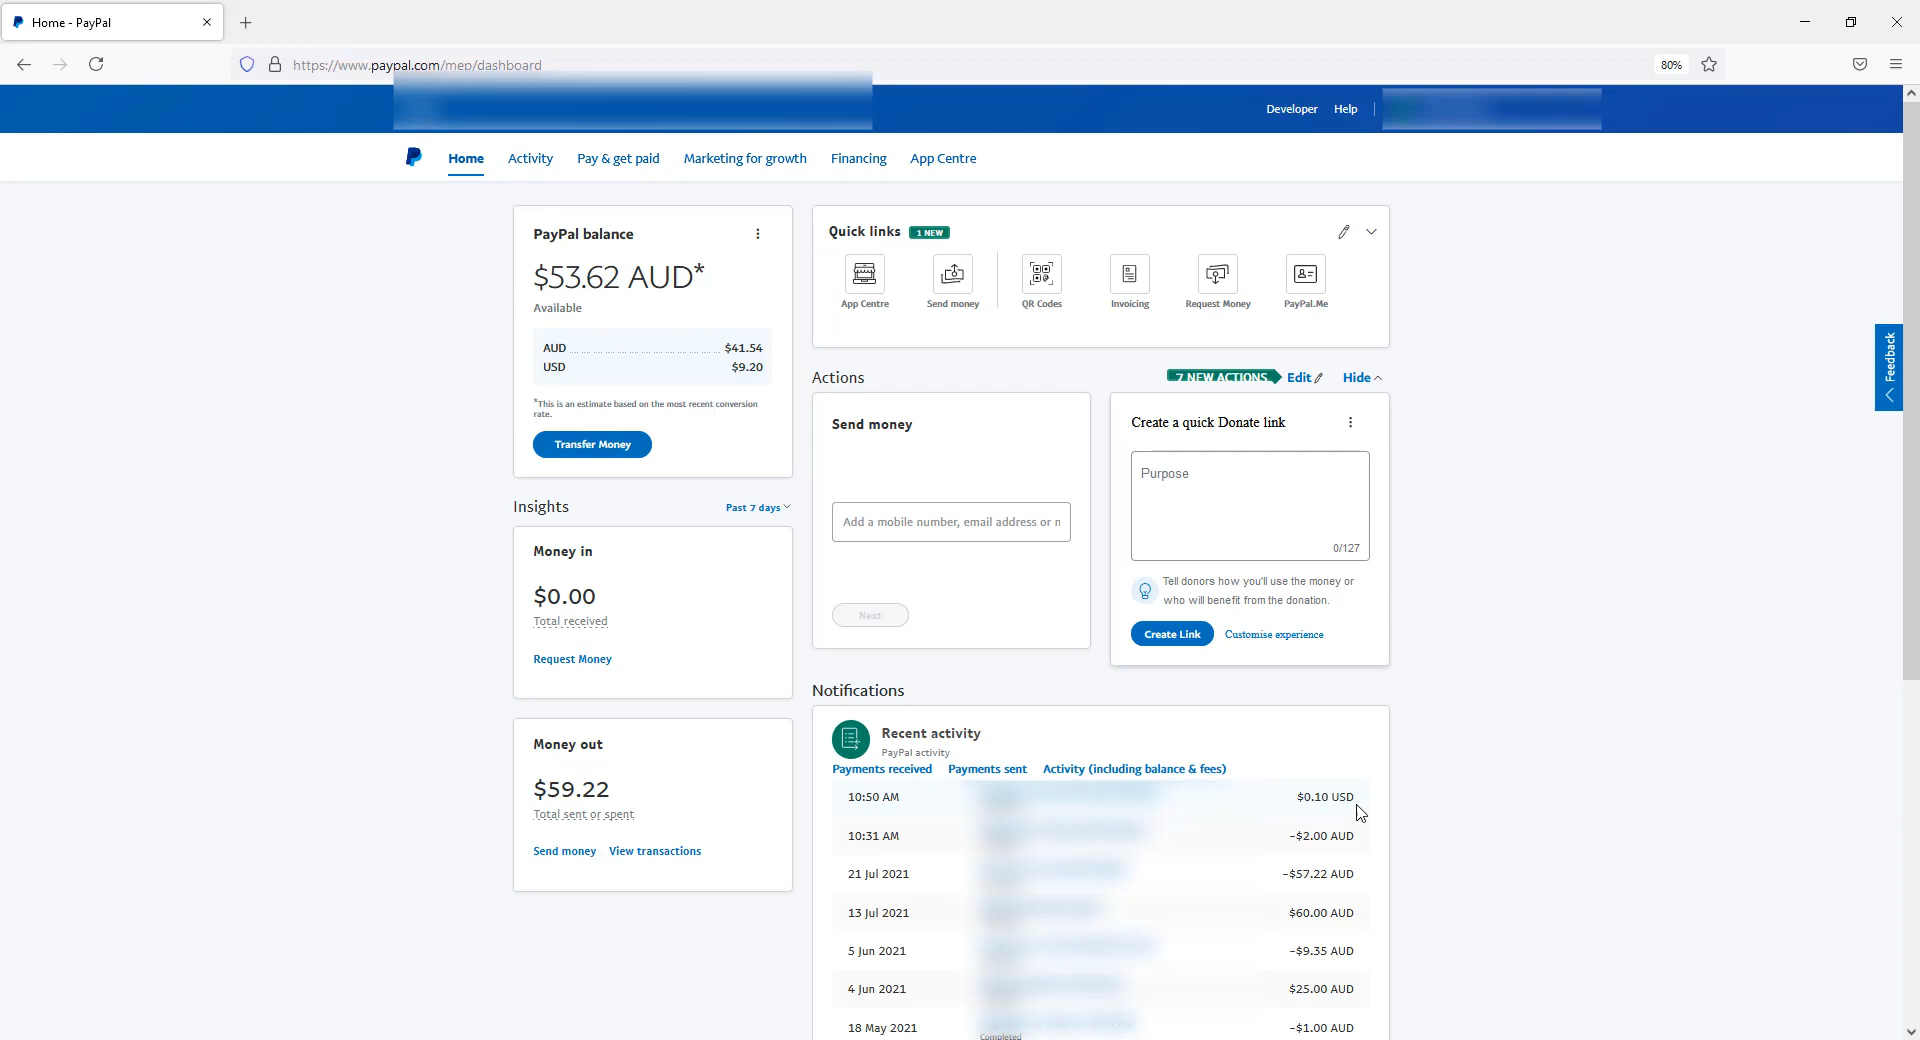 Home - PayPal
https://www.paypal.com/mep/dashboard
80%
Developer Help
Home Activity Pay & get paid Marketing for growth Financing App Centre
PayPal balance
$53.62 AUD*
Available
AUD $41.54
USD $9.20
*This is an estimate based on the most recent conversion
rate.
Transfer Money
Quick links 1 NEW
App Centre Send money QR Codes Invoicing Request Money PayPal.Me
Actions 7 NEW ACTIONS Edit Hide
Send money
Add a mobile number, email address or n
Next
Create a quick Donate link
Purpose
0/127
Tell donors how you'll use the money or
who will benefit from the donation.
Create Link Customise experience
Feedback
Insights Past 7 days
Money in
$0.00
Total received
Request Money
Money out
$59.22
Total sent or spent
Send money View transactions
Notifications
Recent activity
PayPal activity
Payments received Payments sent Activity (including balance & fees)
10:50 AM $0.10 USD
10:31 AM -$2.00 AUD
21 Jul 2021 -$57.22 AUD
13 Jul 2021 $60.00 AUD
5 Jun 2021 -$9.35 AUD
4 Jun 2021 $25.00 AUD
18 May 2021 -$1.00 AUD
Completed